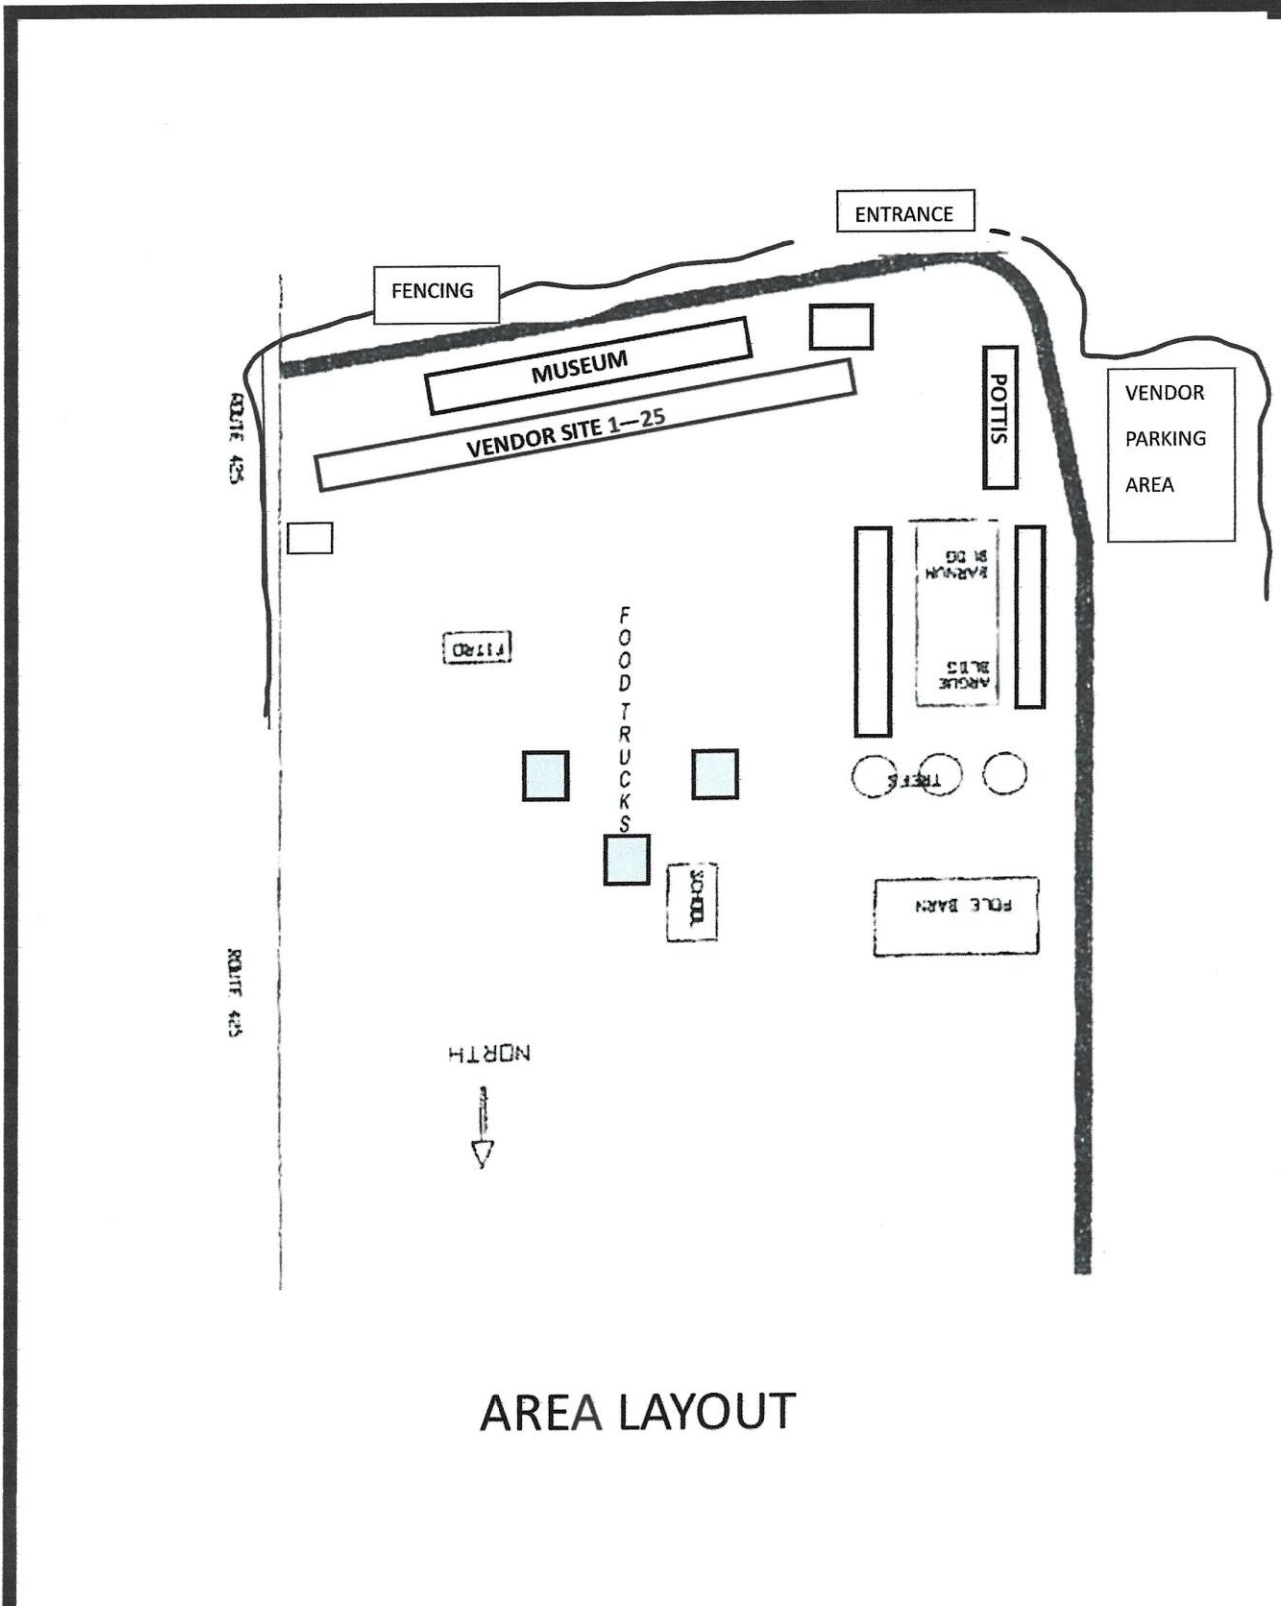 ENTRANCE
FENCING
MUSEUM
VENDOR SITE 1—25
POTTIS
VENDOR
PARKING
AREA
ROUTE 425
BARNUM
ARGUE
BLDG
FOOD TRUCKS
TREES
SCHOOL
POLE BARN
ROUTE 425
NORTH
AREA LAYOUT